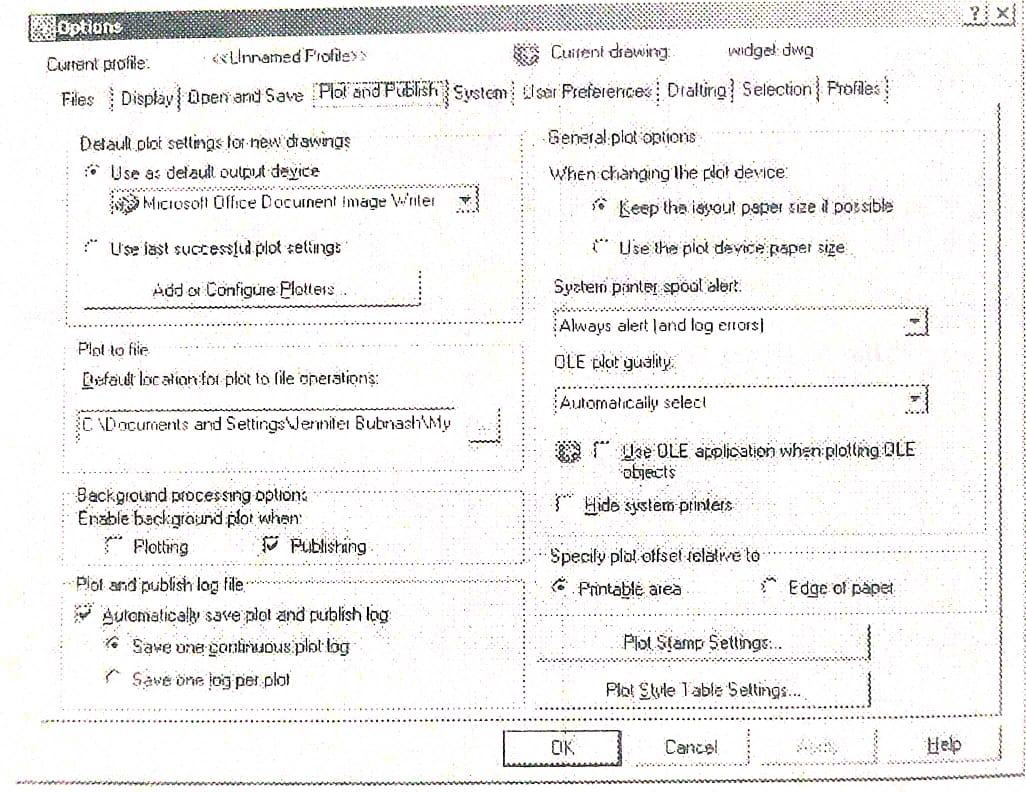 Options
Current profile: <<Unnamed Profile>> Current drawing: widget.dwg
Files Display Open and Save Plot and Publish System User Preferences Drafting Selection Profiles
Default plot settings for new drawings
Use as default output device
Microsoft Office Document Image Writer
Use last successful plot settings
Add or Configure Plotters...
Plot to file
Default location for plot to file operations:
C:\Documents and Settings\Jennifer Bubnash\My ...
Background processing options
Enable background plot when:
Plotting Publishing
Plot and publish log file
Automatically save plot and publish log
Save one continuous plot log
Save one log per plot
General plot options
When changing the plot device:
Keep the layout paper size if possible
Use the plot device paper size
System printer spool alert:
Always alert (and log errors)
OLE plot quality:
Automatically select
Use OLE application when plotting OLE
objects
Hide system printers
Specify plot offset relative to
Printable area Edge of paper
Plot Stamp Settings...
Plot Style Table Settings...
OK Cancel Apply Help